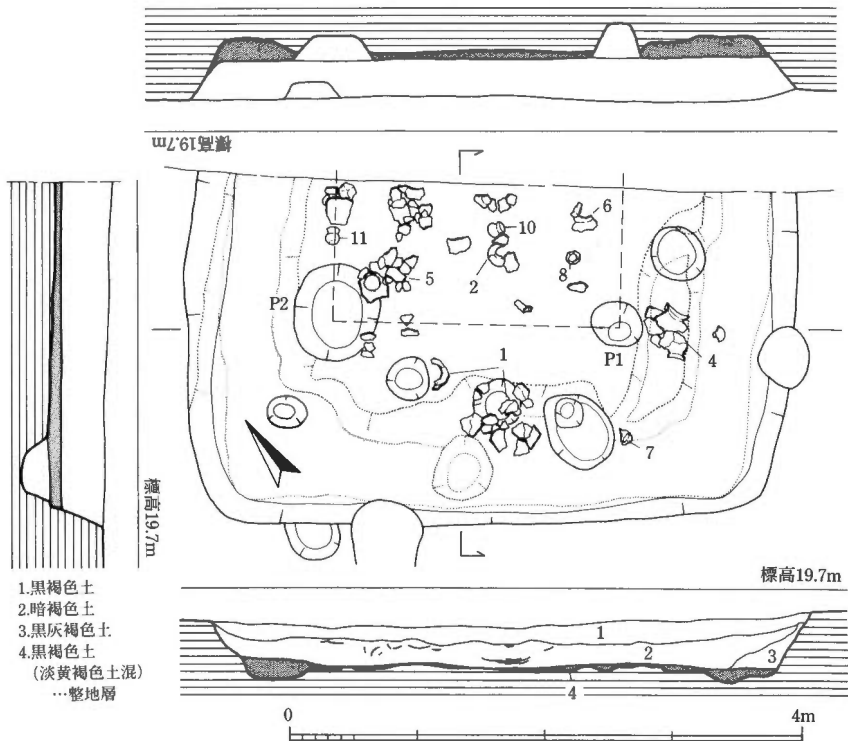 標高19.7m
6
10
11
8
5
2
P2
P1
1
4
7
標高19.7m
標高19.7m
1.黒褐色土
2.暗褐色土
3.黒灰褐色土
4.黒褐色土
(淡黄褐色土混)
…整地層
1
2
3
4
0
4m